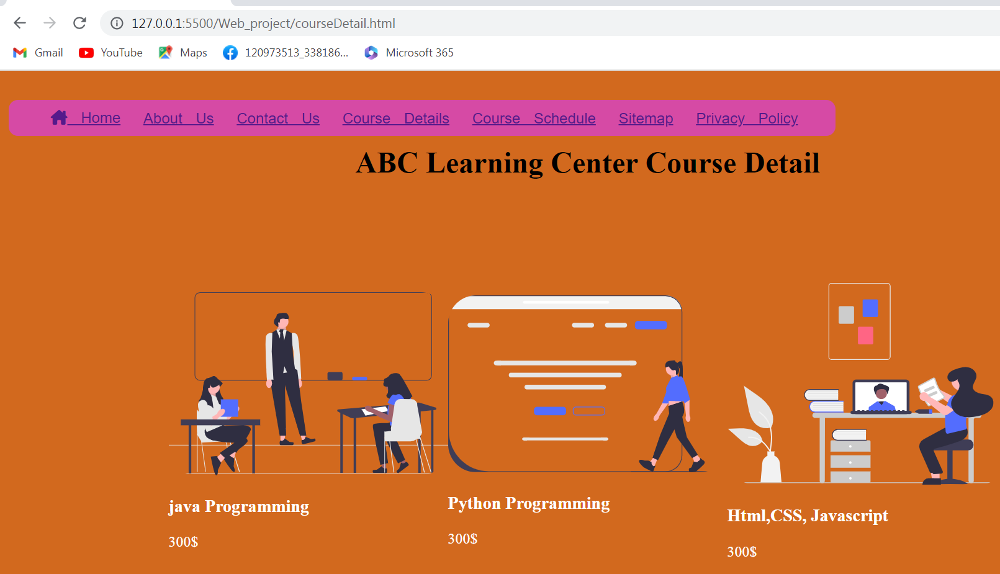 127.0.0.1:5500/Web_project/courseDetail.html
Gmail YouTube Maps 120973513_338186... Microsoft 365
Home About Us Contact Us Course Details Course Schedule Sitemap Privacy Policy
ABC Learning Center Course Detail
java Programming
300$
Python Programming
300$
Html,CSS, Javascript
300$